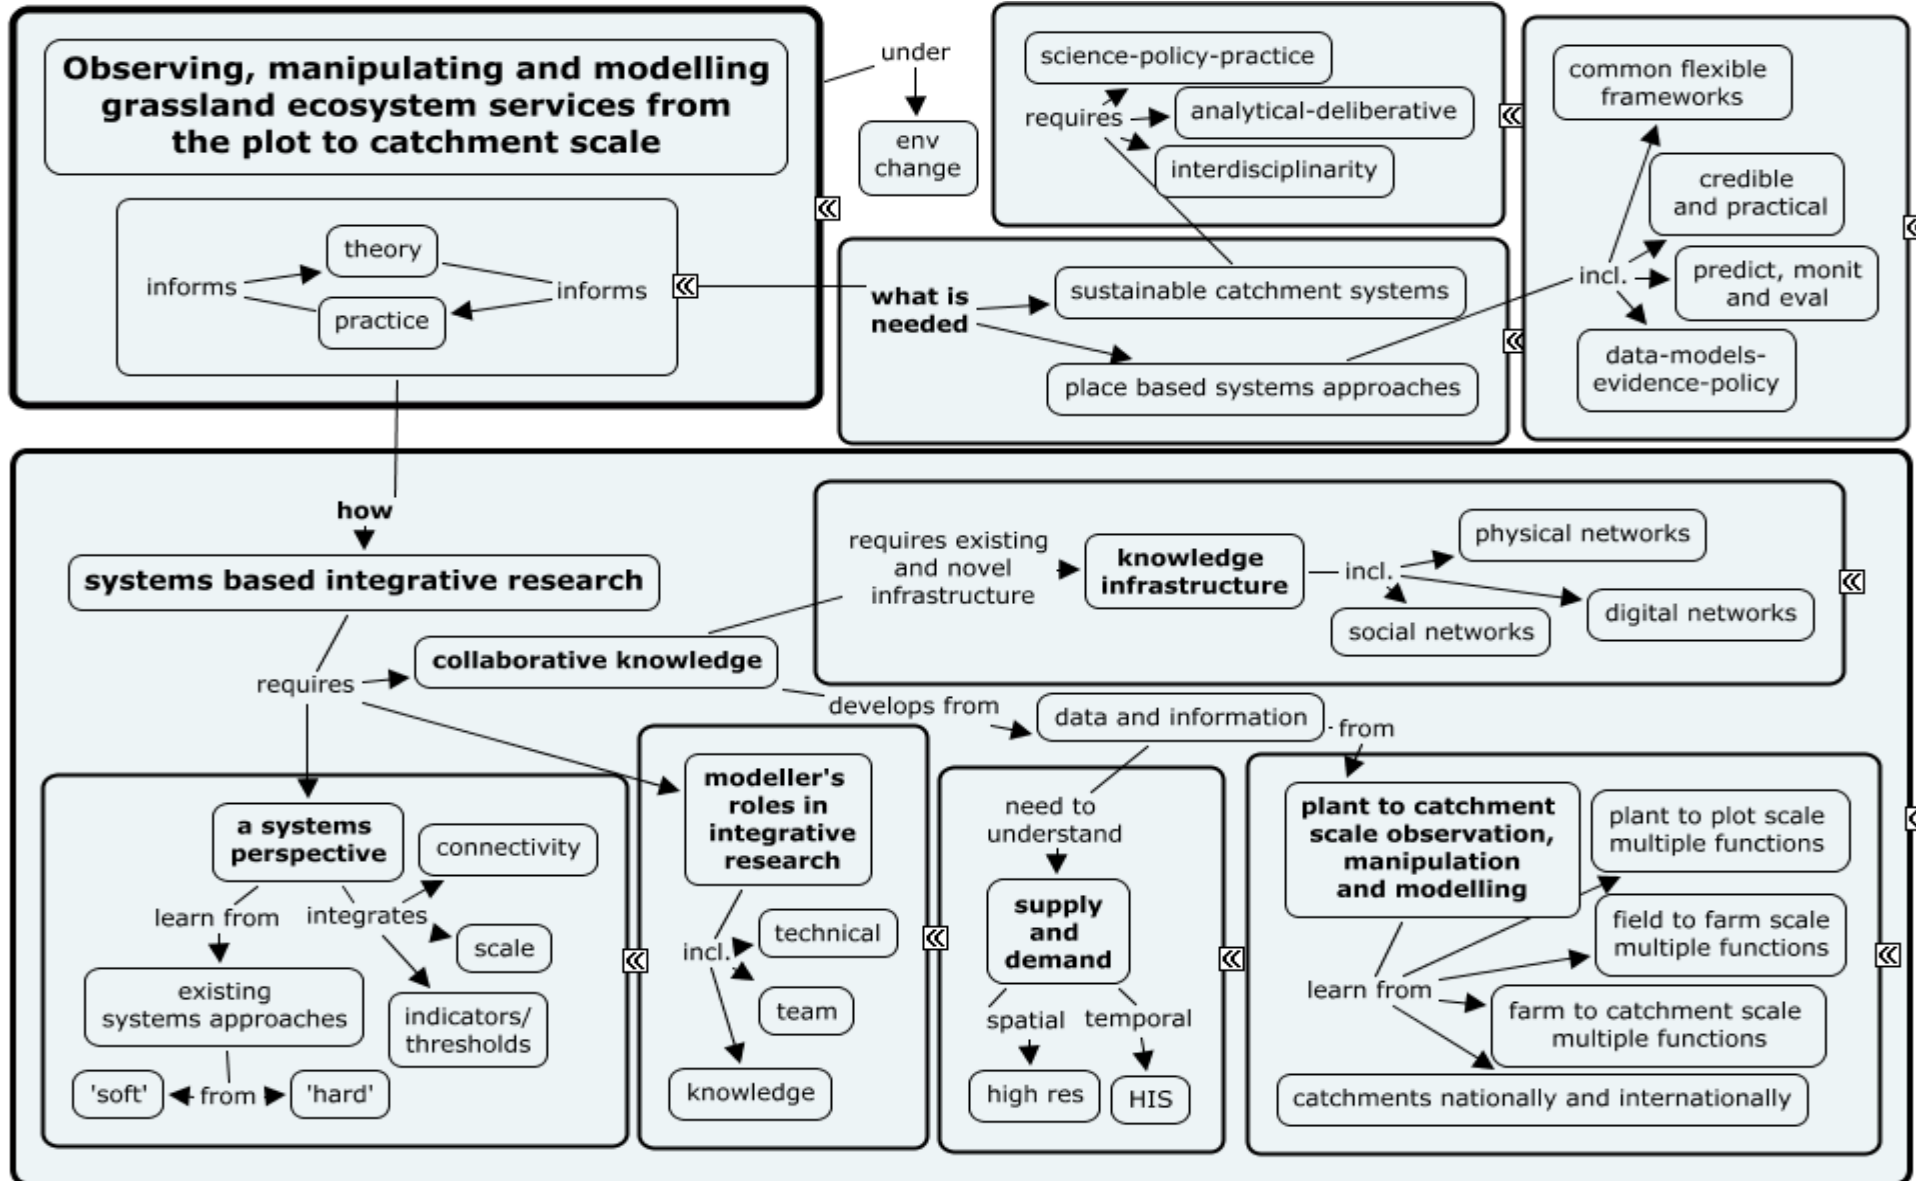 Observing, manipulating and modelling
grassland ecosystem services from
the plot to catchment scale
under
env
change
theory
informs
informs
practice
science-policy-practice
requires
analytical-deliberative
interdisciplinarity
what is
needed
sustainable catchment systems
place based systems approaches
common flexible
frameworks
credible
and practical
incl.
predict, monit
and eval
data-models-
evidence-policy
how
systems based integrative research
requires
collaborative knowledge
requires existing
and novel
infrastructure
knowledge
infrastructure
incl.
physical networks
digital networks
social networks
develops from
data and information
from
a systems
perspective
connectivity
learn from
integrates
scale
existing
systems approaches
indicators/
thresholds
'soft'
from
'hard'
modeller's
roles in
integrative
research
incl.
technical
team
knowledge
need to
understand
supply
and
demand
spatial
temporal
high res
HIS
plant to catchment
scale observation,
manipulation
and modelling
plant to plot scale
multiple functions
field to farm scale
multiple functions
learn from
farm to catchment scale
multiple functions
catchments nationally and internationally